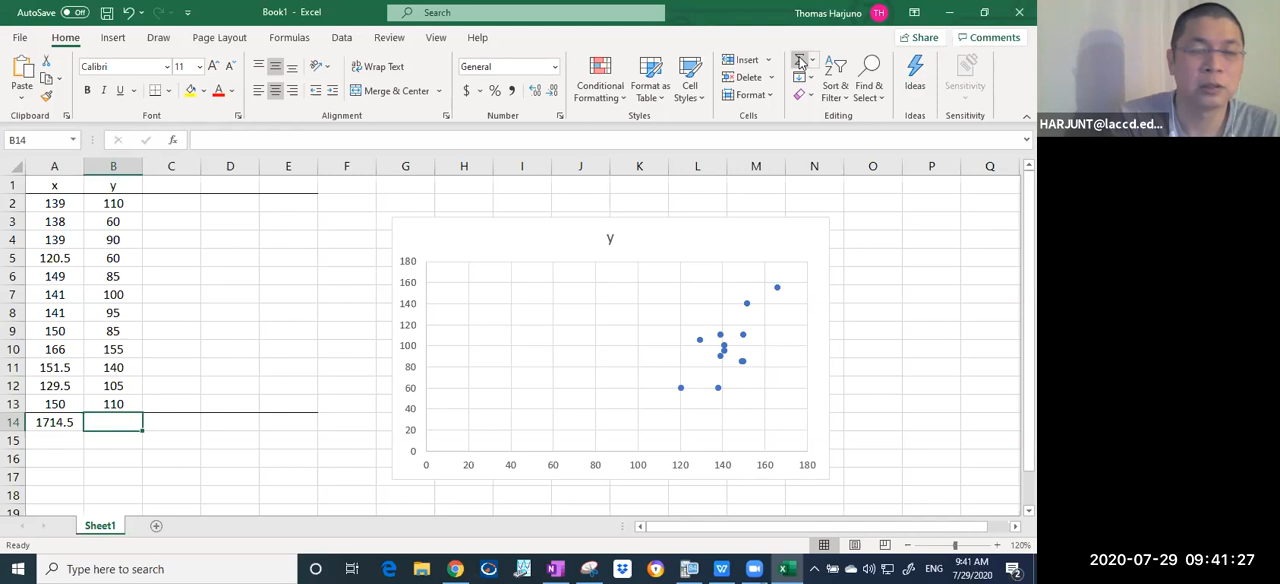 AutoSave Off Book1 - Excel Search Thomas Harjuno TH
File Home Insert Draw Page Layout Formulas Data Review View Help Share Comments
Paste Calibri 11 A A Wrap Text General Insert Conditional Formatting Format as Table Cell Styles Sort & Filter Find & Select Ideas Sensitivity
B I U A Merge & Center $ % , Delete
Format
Clipboard Font Alignment Number Styles Cells Editing Ideas Sensitivity
HARJUNT@laccd.ed...
B14 fx
A B C D E F G H I J K L M N O P Q
1 x y
2 139 110
3 138 60
4 139 90
5 120.5 60
6 149 85
7 141 100
8 141 95
9 150 85
10 166 155
11 151.5 140
12 129.5 105
13 150 110
14 1714.5
15
16
17
18
19
y
180
160
140
120
100
80
60
40
20
0
0 20 40 60 80 100 120 140 160 180
Sheet1
Ready 120%
Type here to search ENG 9:41 AM
7/29/2020 2
2020-07-29 09:41:27